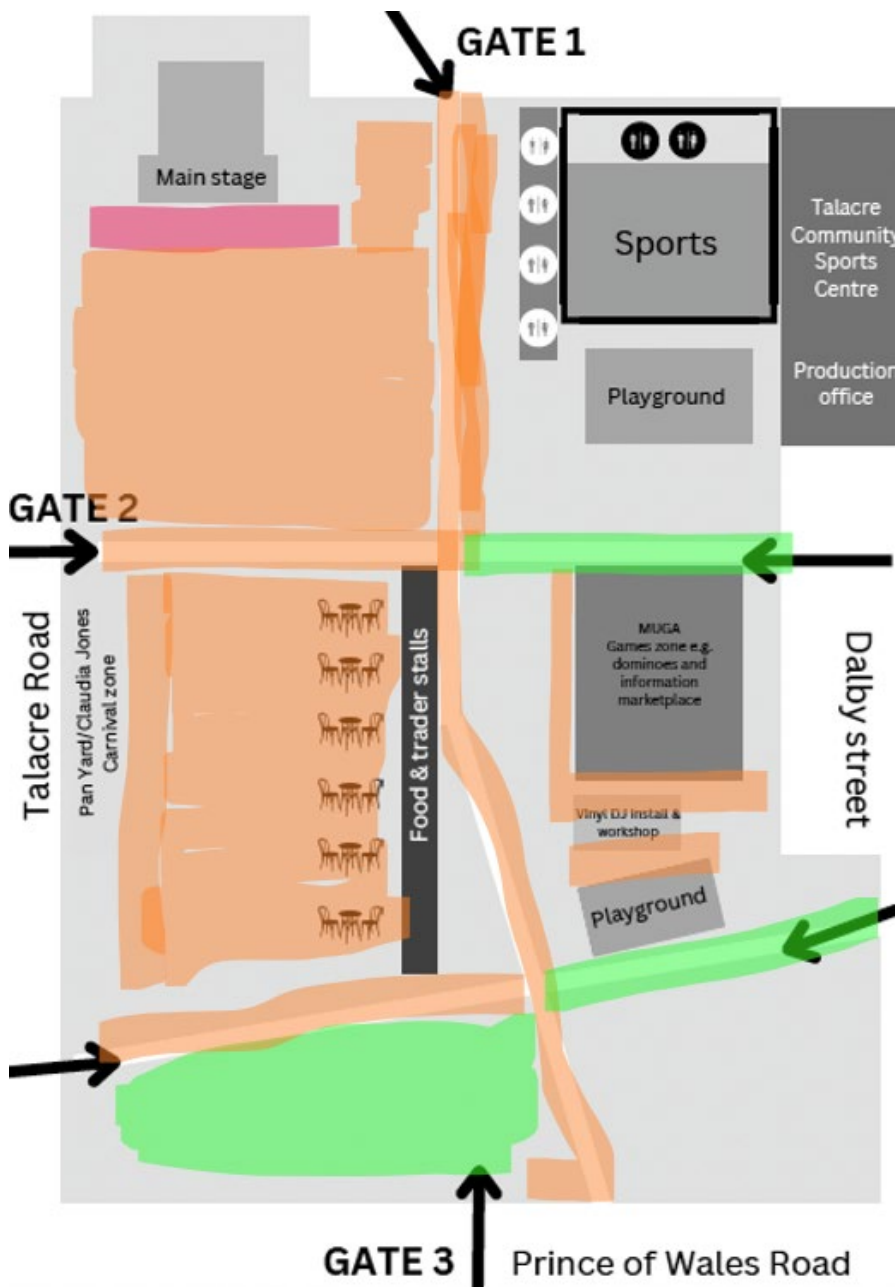 GATE 1
Main stage
Sports
Talacre
Community
Sports
Centre
Production
office
Playground
GATE 2
Talacre Road
Pan Yard/Claudia Jones
Carnival zone
Food & trader stalls
MUGA
Games zone e.g.
dominoes and
information
marketplace
Dalby street
Vinyl DJ install &
workshop
Playground
GATE 3
Prince of Wales Road